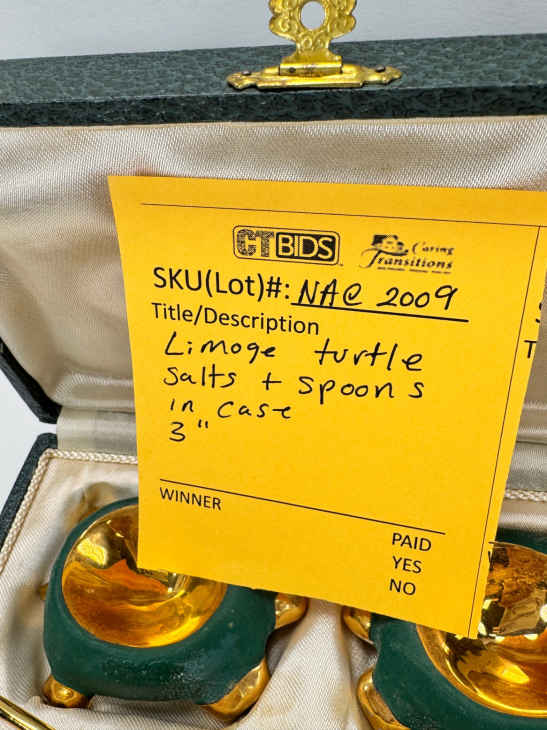 CTBIDS
Caring
Transitions
SKU(Lot)#: NAC 2009
Title/Description
Limoge turtle
salts + spoons
in case
3"
WINNER
PAID
YES
NO